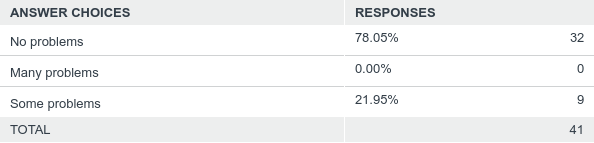 ANSWER CHOICES RESPONSES
No problems 78.05% 32
Many problems 0.00% 0
Some problems 21.95% 9
TOTAL 41